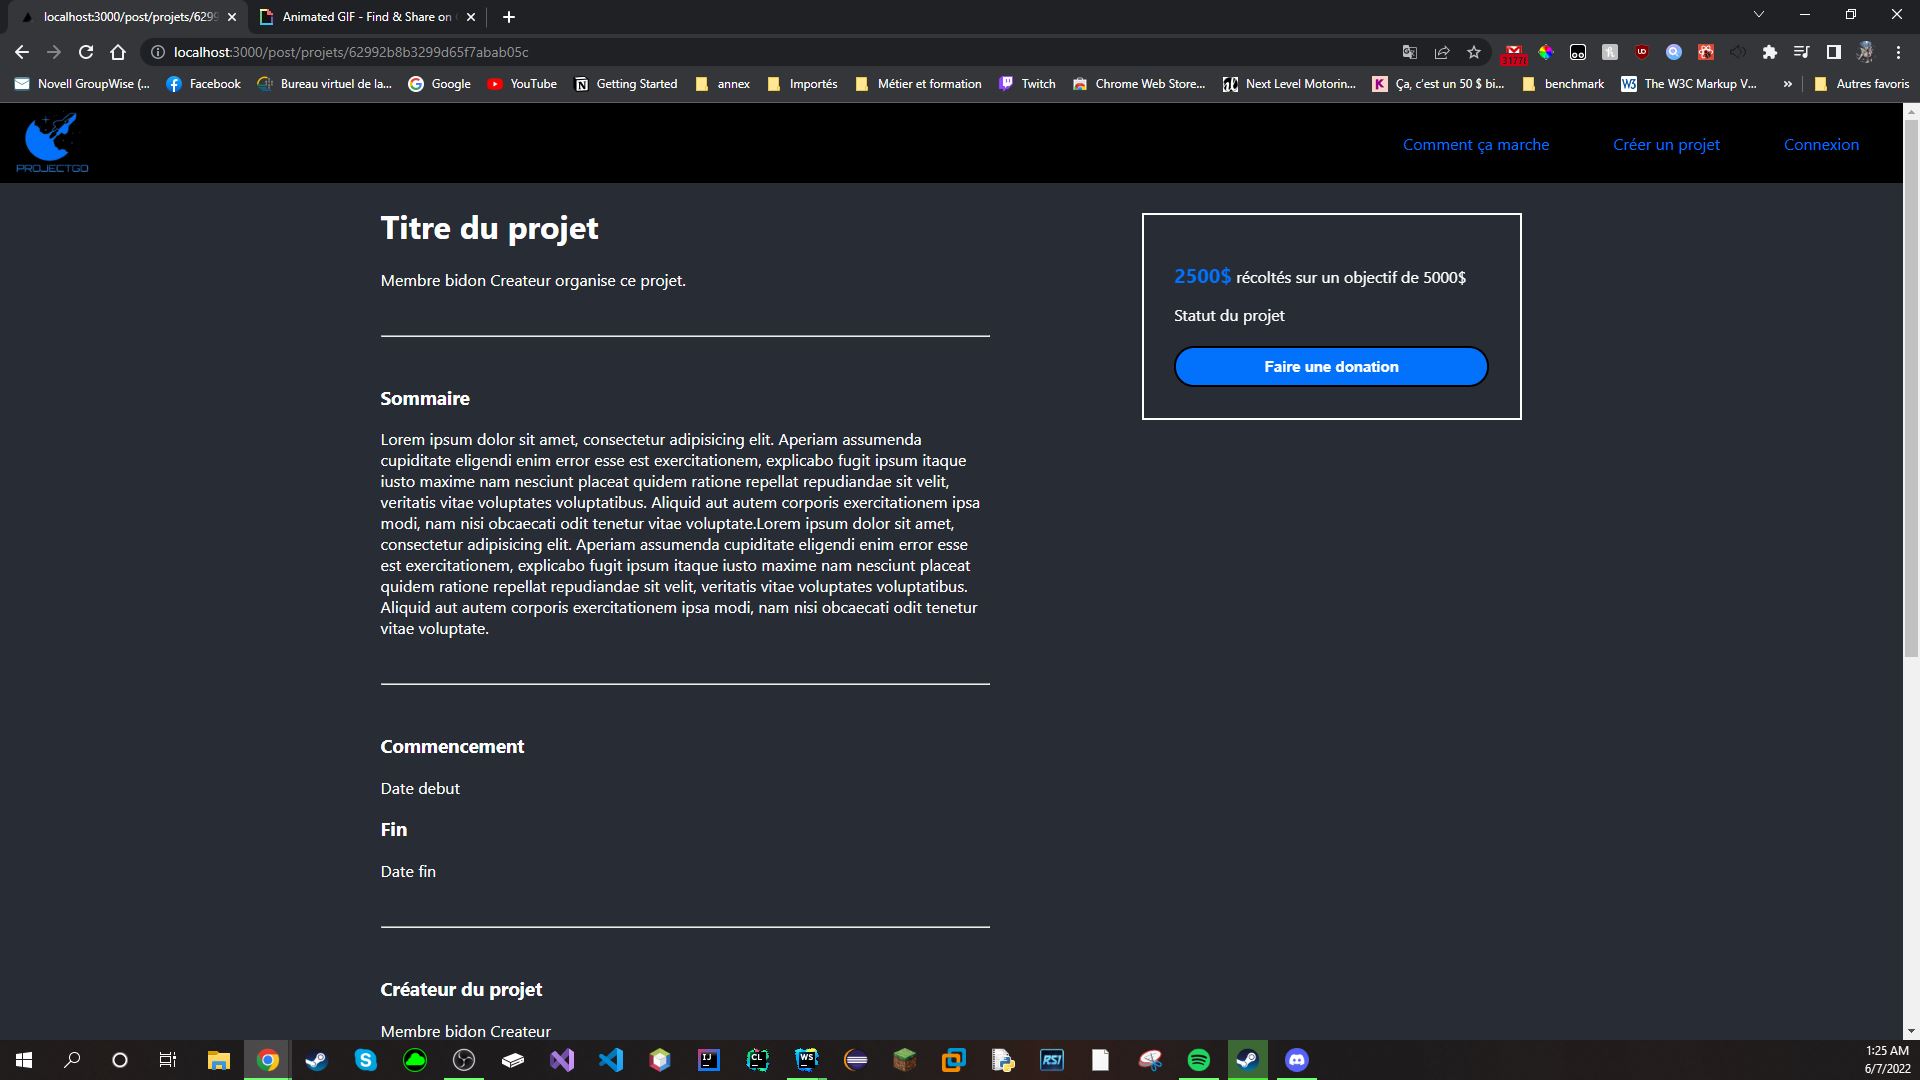 localhost:3000/post/projets/6299
Animated GIF - Find & Share on
localhost:3000/post/projets/62992b8b3299d65f7abab05c
Novell GroupWise (...
Facebook
Bureau virtuel de la...
Google
YouTube
Getting Started
annex
Importés
Métier et formation
Twitch
Chrome Web Store...
Next Level Motorin...
Ça, c'est un 50 $ bi...
benchmark
The W3C Markup V...
»
Autres favoris
PROJECTGO
Comment ça marche
Créer un projet
Connexion
Titre du projet
Membre bidon Createur organise ce projet.
2500$ récoltés sur un objectif de 5000$
Statut du projet
Faire une donation
Sommaire
Lorem ipsum dolor sit amet, consectetur adipisicing elit. Aperiam assumenda
cupiditate eligendi enim error esse est exercitationem, explicabo fugit ipsum itaque
iusto maxime nam nesciunt placeat quidem ratione repellat repudiandae sit velit,
veritatis vitae voluptates voluptatibus. Aliquid aut autem corporis exercitationem ipsa
modi, nam nisi obcaecati odit tenetur vitae voluptate.Lorem ipsum dolor sit amet,
consectetur adipisicing elit. Aperiam assumenda cupiditate eligendi enim error esse
est exercitationem, explicabo fugit ipsum itaque iusto maxime nam nesciunt placeat
quidem ratione repellat repudiandae sit velit, veritatis vitae voluptates voluptatibus.
Aliquid aut autem corporis exercitationem ipsa modi, nam nisi obcaecati odit tenetur
vitae voluptate.
Commencement
Date debut
Fin
Date fin
Créateur du projet
Membre bidon Createur
IJ
CL
WS
RSI
1:25 AM
6/7/2022